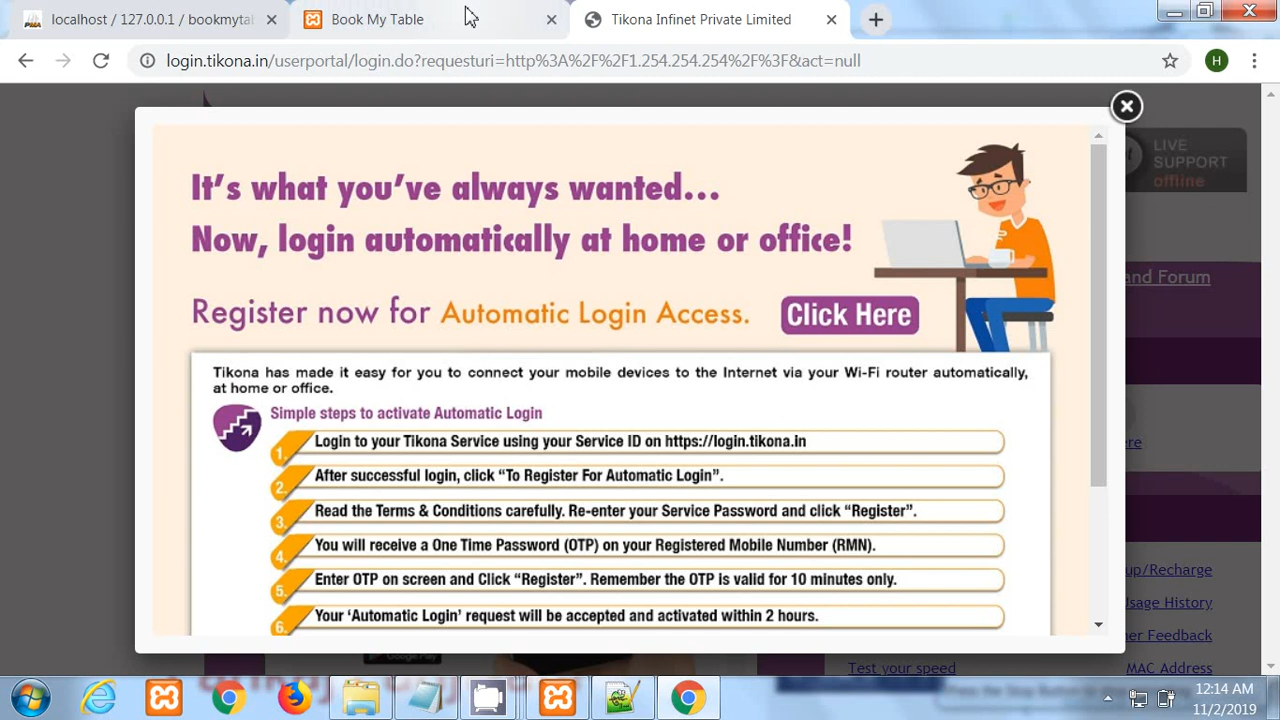 localhost / 127.0.0.1 / bookmyta
Book My Table
Tikona Infinet Private Limited
login.tikona.in/userportal/login.do?requesturi=http%3A%2F%2F1.254.254.254%2F%3F&act=null
H
LIVE
SUPPORT
offline
It's what you've always wanted...
Now, login automatically at home or office!
Register now for Automatic Login Access. Click Here
and Forum
Tikona has made it easy for you to connect your mobile devices to the Internet via your Wi-Fi router automatically,
at home or office.
Simple steps to activate Automatic Login
1. Login to your Tikona Service using your Service ID on https://login.tikona.in
2. After successful login, click “To Register For Automatic Login”.
3. Read the Terms & Conditions carefully. Re-enter your Service Password and click “Register”.
4. You will receive a One Time Password (OTP) on your Registered Mobile Number (RMN).
5. Enter OTP on screen and Click “Register”. Remember the OTP is valid for 10 minutes only.
6. Your ‘Automatic Login’ request will be accepted and activated within 2 hours.
ere
up/Recharge
Usage History
er Feedback
Google Play
Test your speed
MAC Address
12:14 AM
11/2/2019